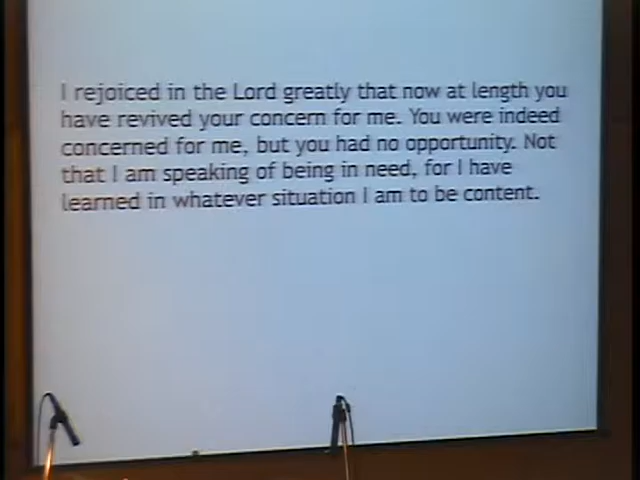 I rejoiced in the Lord greatly that now at length you
have revived your concern for me. You were indeed
concerned for me, but you had no opportunity. Not
that I am speaking of being in need, for I have
learned in whatever situation I am to be content.